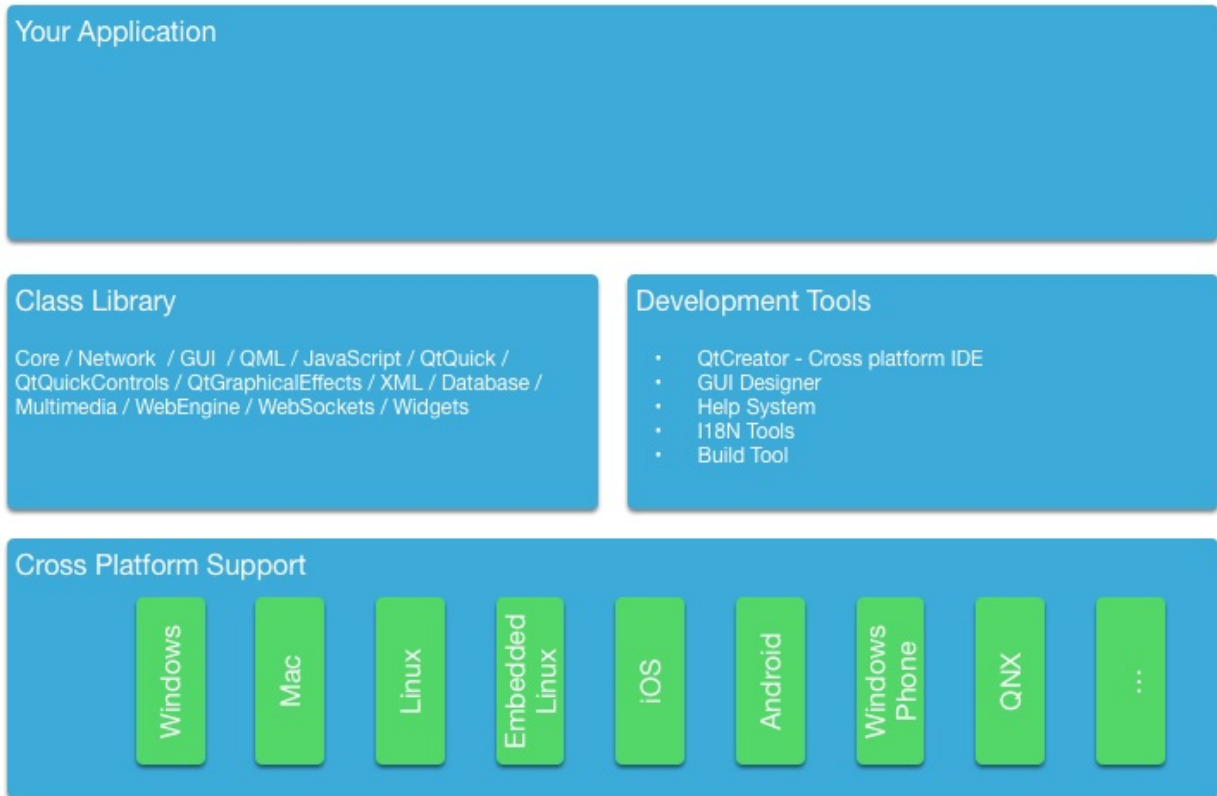 Your Application
Class Library
Core / Network  / GUI  / QML / JavaScript / QtQuick /
QtQuickControls / QtGraphicalEffects / XML / Database /
Multimedia / WebEngine / WebSockets / Widgets
Development Tools
• QtCreator - Cross platform IDE
• GUI Designer
• Help System
• I18N Tools
• Build Tool
Cross Platform Support
Windows
Mac
Linux
Embedded
Linux
iOS
Android
Windows
Phone
QNX
...